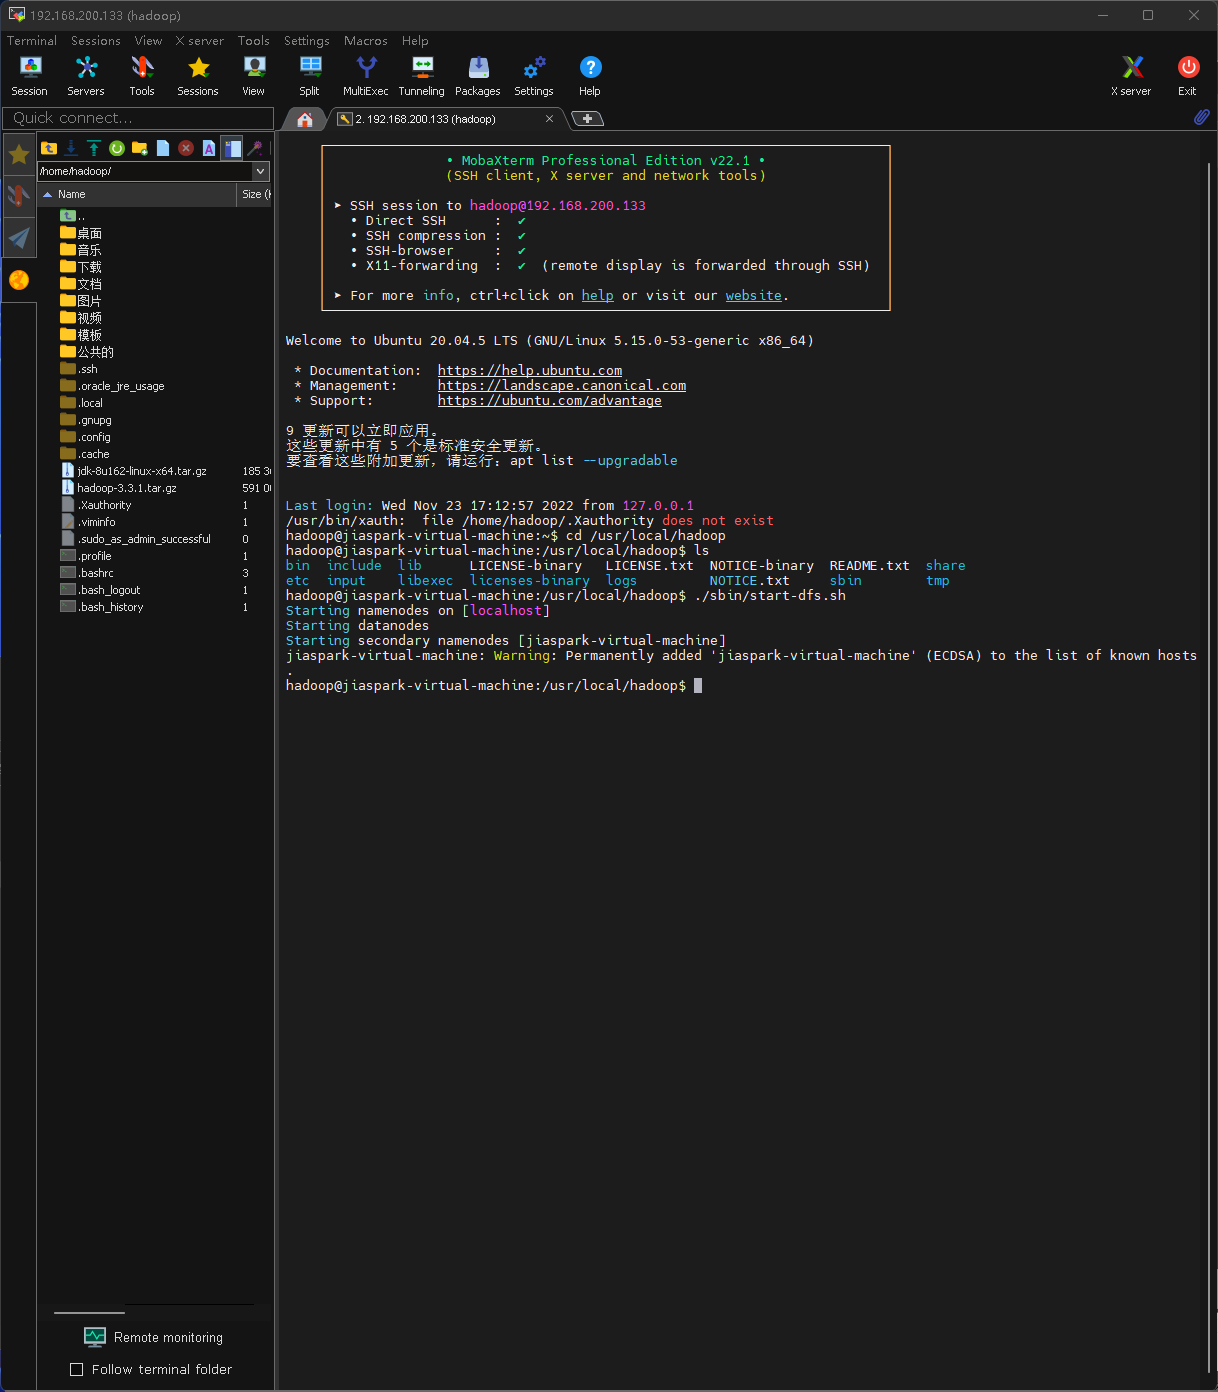 192.168.200.133 (hadoop)
Terminal Sessions View X server Tools Settings Macros Help
Session Servers Tools Sessions View Split MultiExec Tunneling Packages Settings Help X server Exit
Quick connect...
2. 192.168.200.133 (hadoop)
/home/hadoop/
Name Size (K
..
桌面
音乐
下载
文档
图片
视频
模板
公共的
.ssh
.oracle_jre_usage
.local
.gnupg
.config
.cache
jdk-8u162-linux-x64.tar.gz 185 3
hadoop-3.3.1.tar.gz 591 0
.Xauthority 1
.viminfo 1
.sudo_as_admin_successful 0
.profile 1
.bashrc 3
.bash_logout 1
.bash_history 1
Remote monitoring
Follow terminal folder
• MobaXterm Professional Edition v22.1 •
(SSH client, X server and network tools)
➤ SSH session to hadoop@192.168.200.133
• Direct SSH : ✔
• SSH compression : ✔
• SSH-browser : ✔
• X11-forwarding : ✔ (remote display is forwarded through SSH)
➤ For more info, ctrl+click on help or visit our website.
Welcome to Ubuntu 20.04.5 LTS (GNU/Linux 5.15.0-53-generic x86_64)
* Documentation: https://help.ubuntu.com
* Management: https://landscape.canonical.com
* Support: https://ubuntu.com/advantage
9 更新可以立即应用。
这些更新中有 5 个是标准安全更新。
要查看这些附加更新，请运行：apt list --upgradable
Last login: Wed Nov 23 17:12:57 2022 from 127.0.0.1
/usr/bin/xauth: file /home/hadoop/.Xauthority does not exist
hadoop@jiaspark-virtual-machine:~$ cd /usr/local/hadoop
hadoop@jiaspark-virtual-machine:/usr/local/hadoop$ ls
bin include lib LICENSE-binary LICENSE.txt NOTICE-binary README.txt share
etc input libexec licenses-binary logs NOTICE.txt sbin tmp
hadoop@jiaspark-virtual-machine:/usr/local/hadoop$ ./sbin/start-dfs.sh
Starting namenodes on [localhost]
Starting datanodes
Starting secondary namenodes [jiaspark-virtual-machine]
jiaspark-virtual-machine: Warning: Permanently added 'jiaspark-virtual-machine' (ECDSA) to the list of known hosts
.
hadoop@jiaspark-virtual-machine:/usr/local/hadoop$